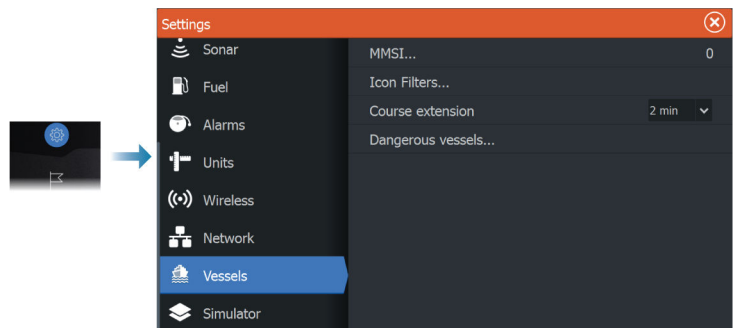 Settings
Sonar
Fuel
Alarms
Units
Wireless
Network
Vessels
Simulator
MMSI... 0
Icon Filters...
Course extension 2 min
Dangerous vessels...